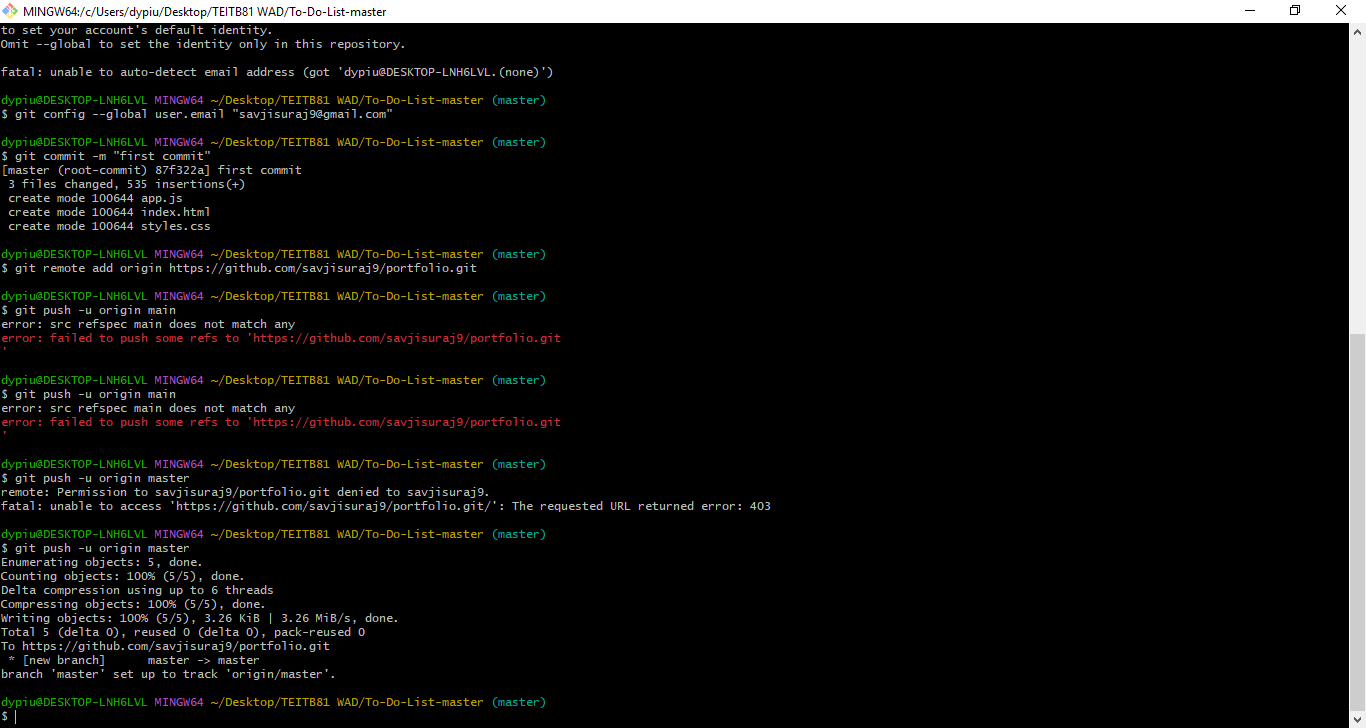 MINGW64:/c/Users/dypiu/Desktop/TEITB81 WAD/To-Do-List-master
to set your account's default identity.
Omit --global to set the identity only in this repository.
fatal: unable to auto-detect email address (got 'dypiu@DESKTOP-LNH6LVL.(none)')
dypiu@DESKTOP-LNH6LVL MINGW64 ~/Desktop/TEITB81 WAD/To-Do-List-master (master)
$ git config --global user.email "savjisuraj9@gmail.com"
dypiu@DESKTOP-LNH6LVL MINGW64 ~/Desktop/TEITB81 WAD/To-Do-List-master (master)
$ git commit -m "first commit"
[master (root-commit) 87f322a] first commit
 3 files changed, 535 insertions(+)
 create mode 100644 app.js
 create mode 100644 index.html
 create mode 100644 styles.css
dypiu@DESKTOP-LNH6LVL MINGW64 ~/Desktop/TEITB81 WAD/To-Do-List-master (master)
$ git remote add origin https://github.com/savjisuraj9/portfolio.git
dypiu@DESKTOP-LNH6LVL MINGW64 ~/Desktop/TEITB81 WAD/To-Do-List-master (master)
$ git push -u origin main
error: src refspec main does not match any
error: failed to push some refs to 'https://github.com/savjisuraj9/portfolio.git
'
dypiu@DESKTOP-LNH6LVL MINGW64 ~/Desktop/TEITB81 WAD/To-Do-List-master (master)
$ git push -u origin main
error: src refspec main does not match any
error: failed to push some refs to 'https://github.com/savjisuraj9/portfolio.git
'
dypiu@DESKTOP-LNH6LVL MINGW64 ~/Desktop/TEITB81 WAD/To-Do-List-master (master)
$ git push -u origin master
remote: Permission to savjisuraj9/portfolio.git denied to savjisuraj9.
fatal: unable to access 'https://github.com/savjisuraj9/portfolio.git/': The requested URL returned error: 403
dypiu@DESKTOP-LNH6LVL MINGW64 ~/Desktop/TEITB81 WAD/To-Do-List-master (master)
$ git push -u origin master
Enumerating objects: 5, done.
Counting objects: 100% (5/5), done.
Delta compression using up to 6 threads
Compressing objects: 100% (5/5), done.
Writing objects: 100% (5/5), 3.26 KiB | 3.26 MiB/s, done.
Total 5 (delta 0), reused 0 (delta 0), pack-reused 0
To https://github.com/savjisuraj9/portfolio.git
 * [new branch]      master -> master
branch 'master' set up to track 'origin/master'.
dypiu@DESKTOP-LNH6LVL MINGW64 ~/Desktop/TEITB81 WAD/To-Do-List-master (master)
$